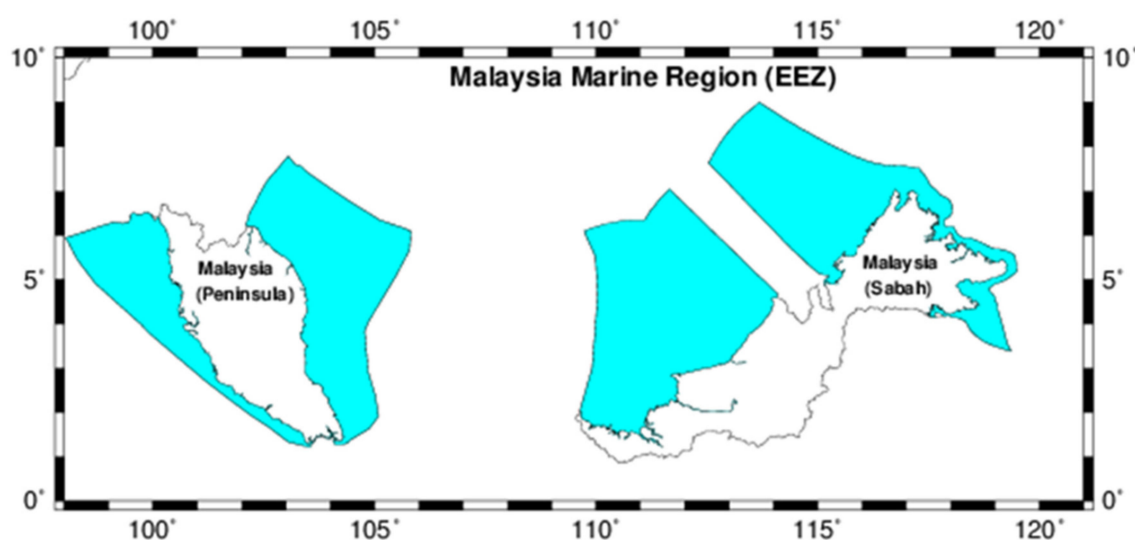 100° 105° 110° 115° 120°
10° 10°
Malaysia Marine Region (EEZ)
Malaysia
(Peninsula)
Malaysia
(Sabah)
5° 5°
0° 0°
100° 105° 110° 115° 120°